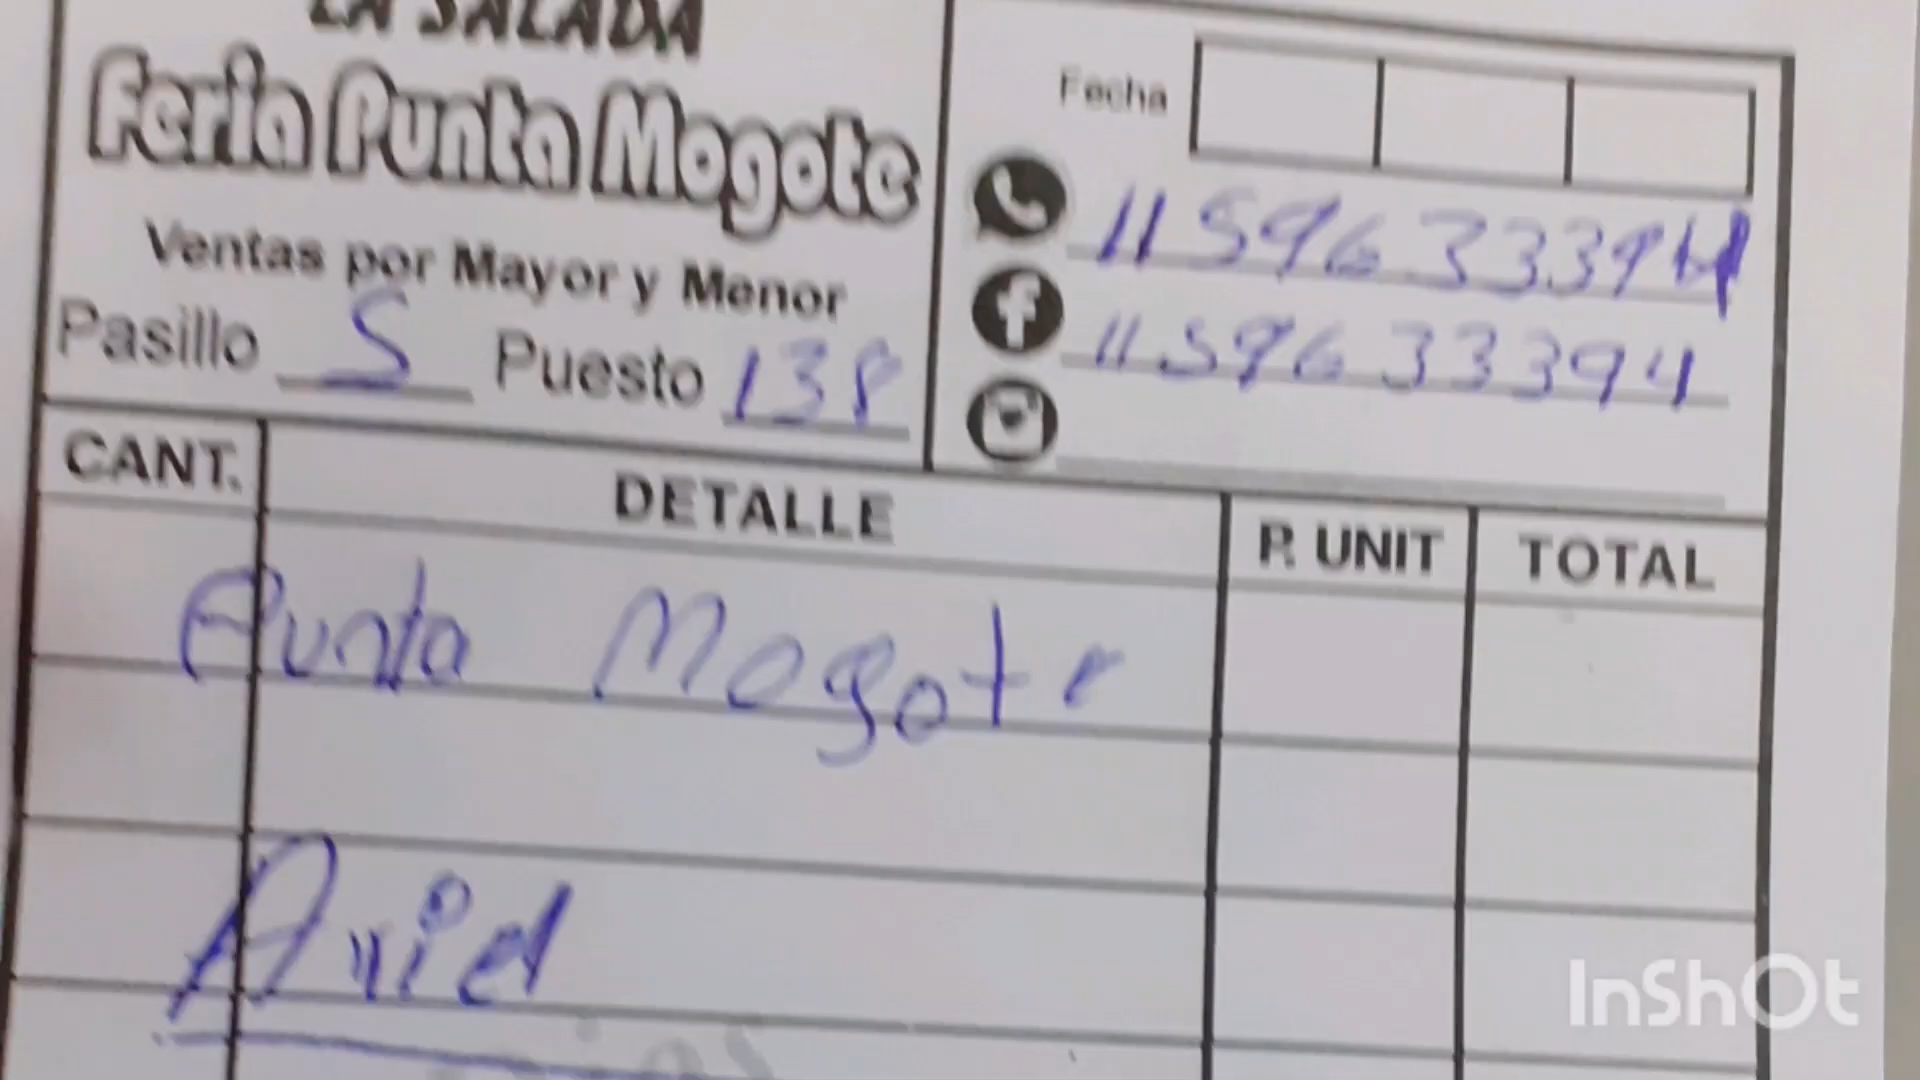 LA SALADA
Feria Punta Mogote
Ventas por Mayor y Menor
Pasillo 5 Puesto 138
Fecha
1159633394
1159633394
CANT. DETALLE P. UNIT TOTAL
Punta Mogote
InShOt